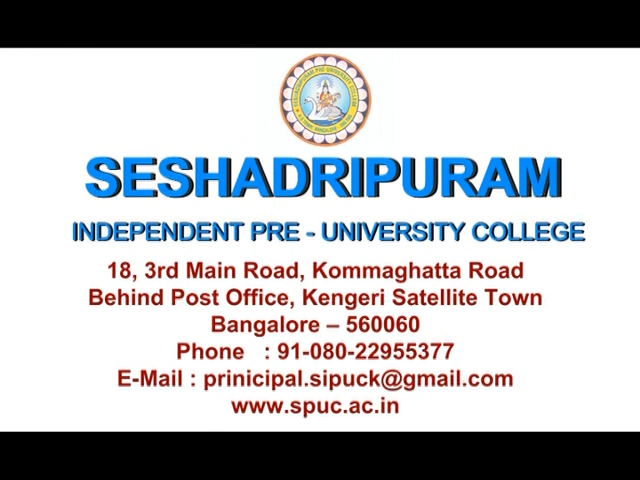 SESHADRIPURAM
INDEPENDENT PRE - UNIVERSITY COLLEGE
18, 3rd Main Road, Kommaghatta Road
Behind Post Office, Kengeri Satellite Town
Bangalore – 560060
Phone : 91-080-22955377
E-Mail : prinicipal.sipuck@gmail.com
www.spuc.ac.in